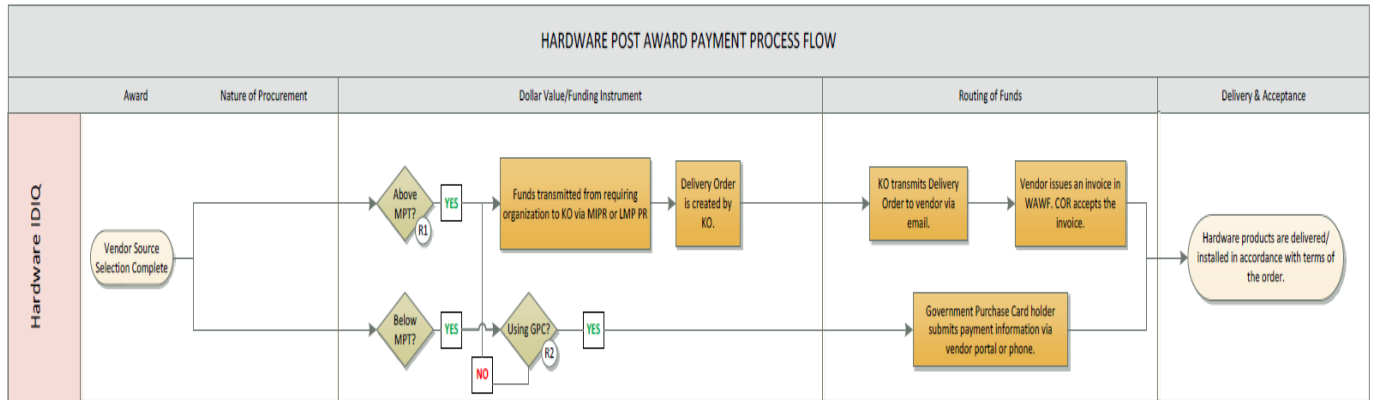 HARDWARE POST AWARD PAYMENT PROCESS FLOW
Award
Nature of Procurement
Dollar Value/Funding Instrument
Routing of Funds
Delivery & Acceptance
Hardware IDIQ
Vendor Source
Selection Complete
Above
MPT?
R1
YES
Funds transmitted from requiring
organization to KO via MIPR or LMP PR
Delivery Order
is created by
KO.
KO transmits Delivery
Order to vendor via
email.
Vendor issues an invoice in
WAWF. COR accepts the
invoice.
Hardware products are delivered/
installed in accordance with terms of
the order.
Below
MPT?
YES
Using GPC?
R2
YES
NO
Government Purchase Card holder
submits payment information via
vendor portal or phone.